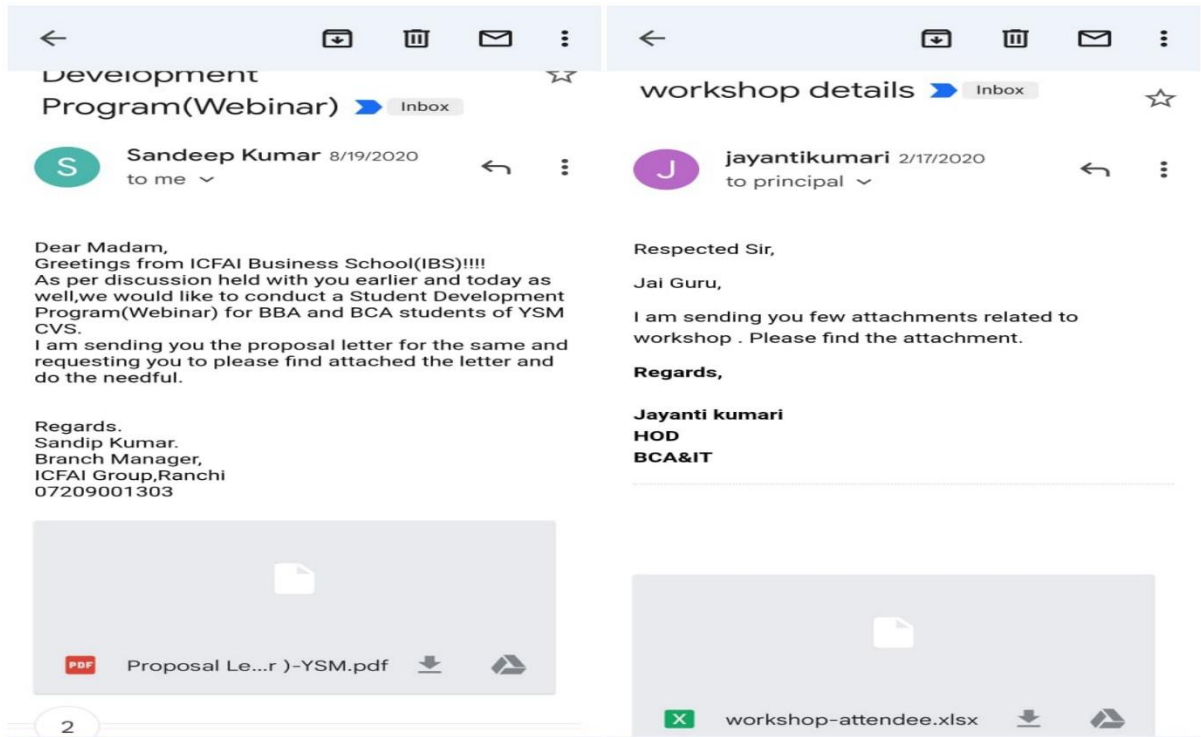 Development
Program(Webinar) Inbox
S
Sandeep Kumar 8/19/2020
to me
Dear Madam,
Greetings from ICFAI Business School(IBS)!!!!
As per discussion held with you earlier and today as
well,we would like to conduct a Student Development
Program(Webinar) for BBA and BCA students of YSM
CVS.
I am sending you the proposal letter for the same and
requesting you to please find attached the letter and
do the needful.
Regards.
Sandip Kumar.
Branch Manager,
ICFAI Group,Ranchi
07209001303
PDF Proposal Le...r )-YSM.pdf
2
workshop details Inbox
J
jayantikumari 2/17/2020
to principal
Respected Sir,
Jai Guru,
I am sending you few attachments related to
workshop . Please find the attachment.
Regards,
Jayanti kumari
HOD
BCA&IT
X workshop-attendee.xlsx